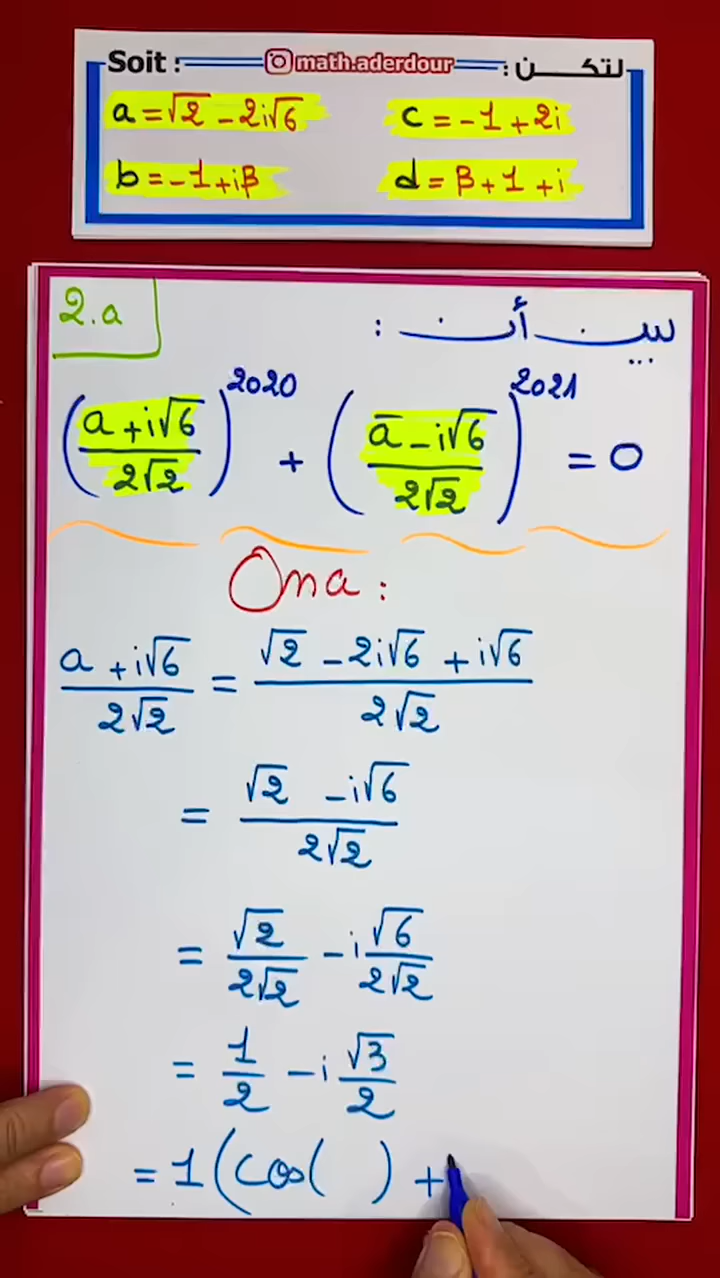 Soit : math.aderdour لتكن :
a = √2 - 2i√6 c = -1 + 2i
b = -1 + iβ d = β + 1 + i
2.a بين أن :
((a + i√6)/(2√2))^2020 + ((a̅ - i√6)/(2√2))^2021 = 0
On a :
(a + i√6)/(2√2) = (√2 - 2i√6 + i√6)/(2√2)
= (√2 - i√6)/(2√2)
= √2/(2√2) - i √6/(2√2)
= 1/2 - i √3/2
= 1(cos( ) +